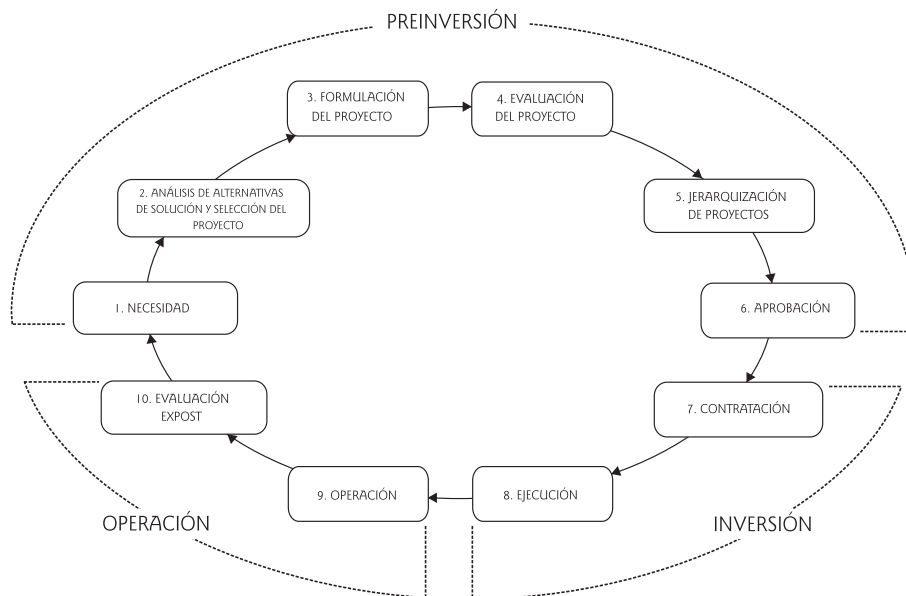 PREINVERSIÓN
3. FORMULACIÓN
DEL PROYECTO
4. EVALUACIÓN
DEL PROYECTO
2. ANÁLISIS DE ALTERNATIVAS
DE SOLUCIÓN Y SELECCIÓN DEL
PROYECTO
5. JERARQUIZACIÓN
DE PROYECTOS
1. NECESIDAD
6. APROBACIÓN
10. EVALUACIÓN
EXPOST
7. CONTRATACIÓN
9. OPERACIÓN
8. EJECUCIÓN
OPERACIÓN
INVERSIÓN